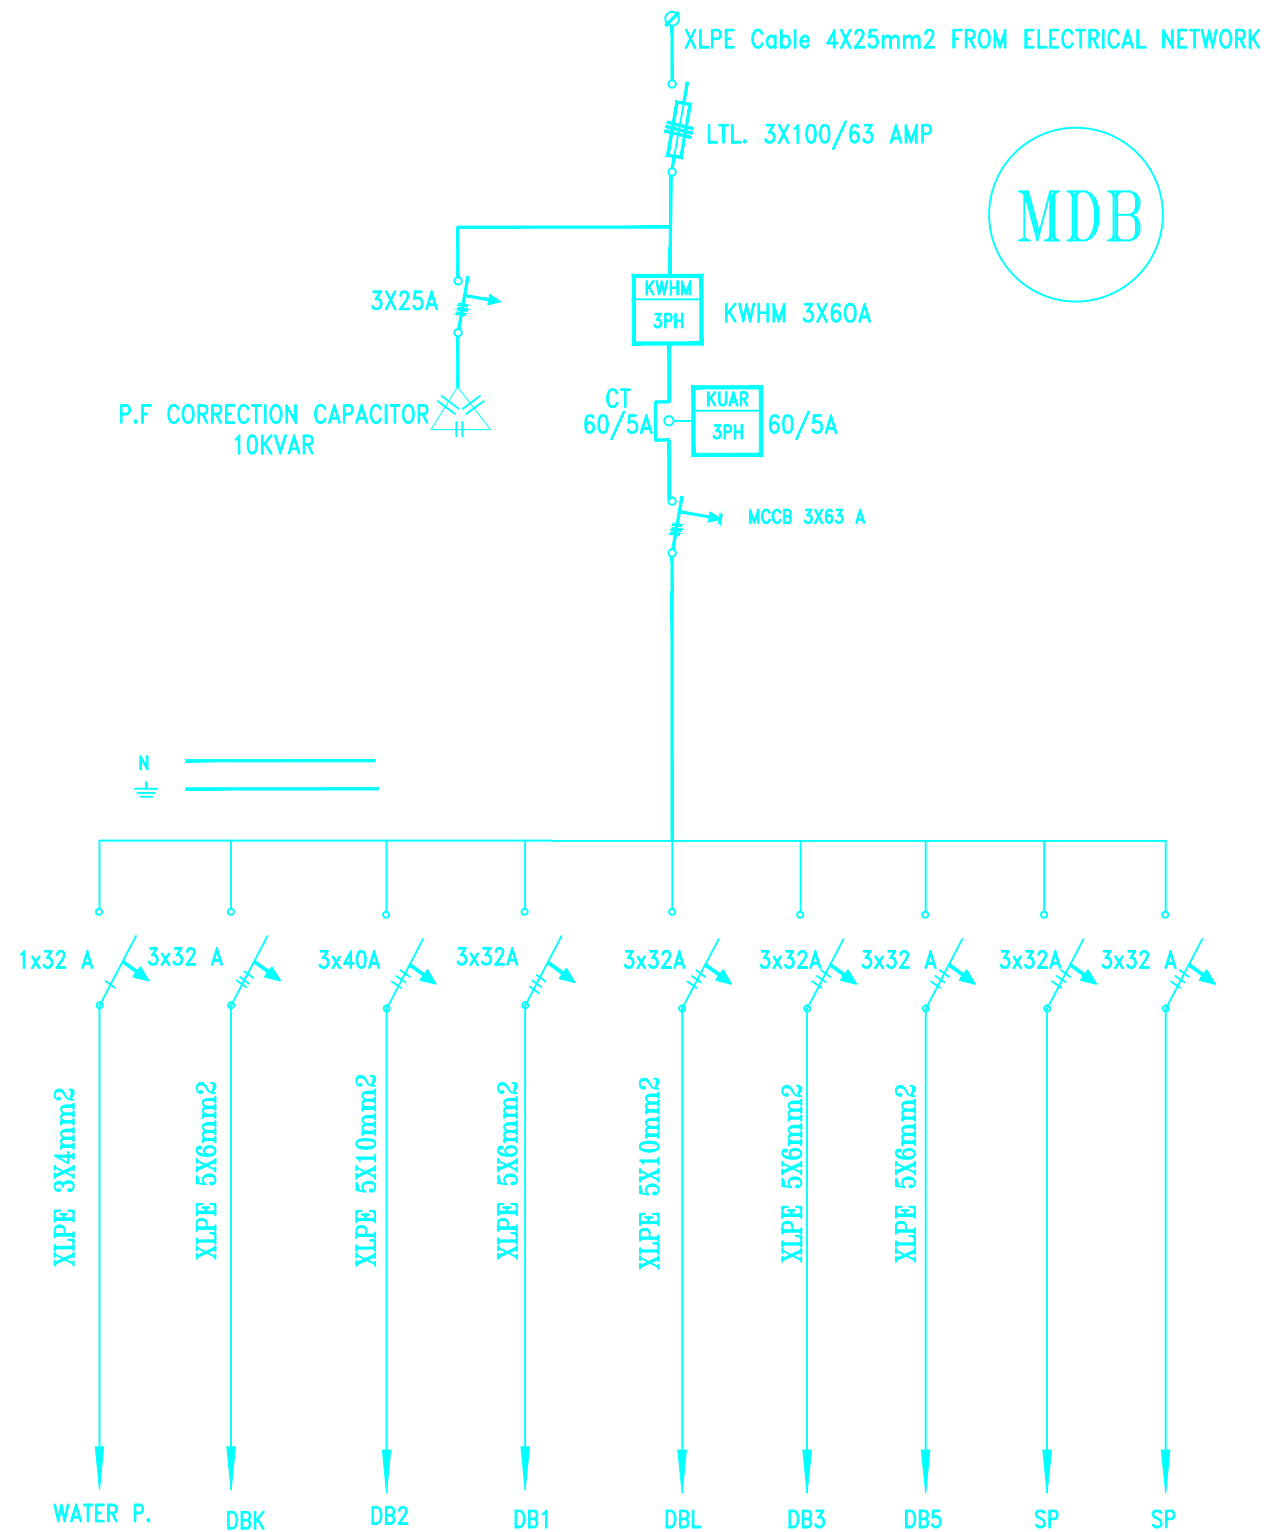 XLPE Cable 4X25mm2 FROM ELECTRICAL NETWORK
LTL. 3X100/63 AMP
MDB
3X25A
KWHM
3PH
KWHM 3X60A
P.F CORRECTION CAPACITOR
10KVAR
CT
60/5A
KUAR
3PH
60/5A
MCCB 3X63 A
N
1x32 A
3x32 A
3x40A
3x32A
3x32A
3x32A
3x32 A
3x32A
3x32 A
XLPE 3X4mm2
XLPE 5X6mm2
XLPE 5X10mm2
XLPE 5X6mm2
XLPE 5X10mm2
XLPE 5X6mm2
XLPE 5X6mm2
WATER P.
DBK
DB2
DB1
DBL
DB3
DB5
SP
SP